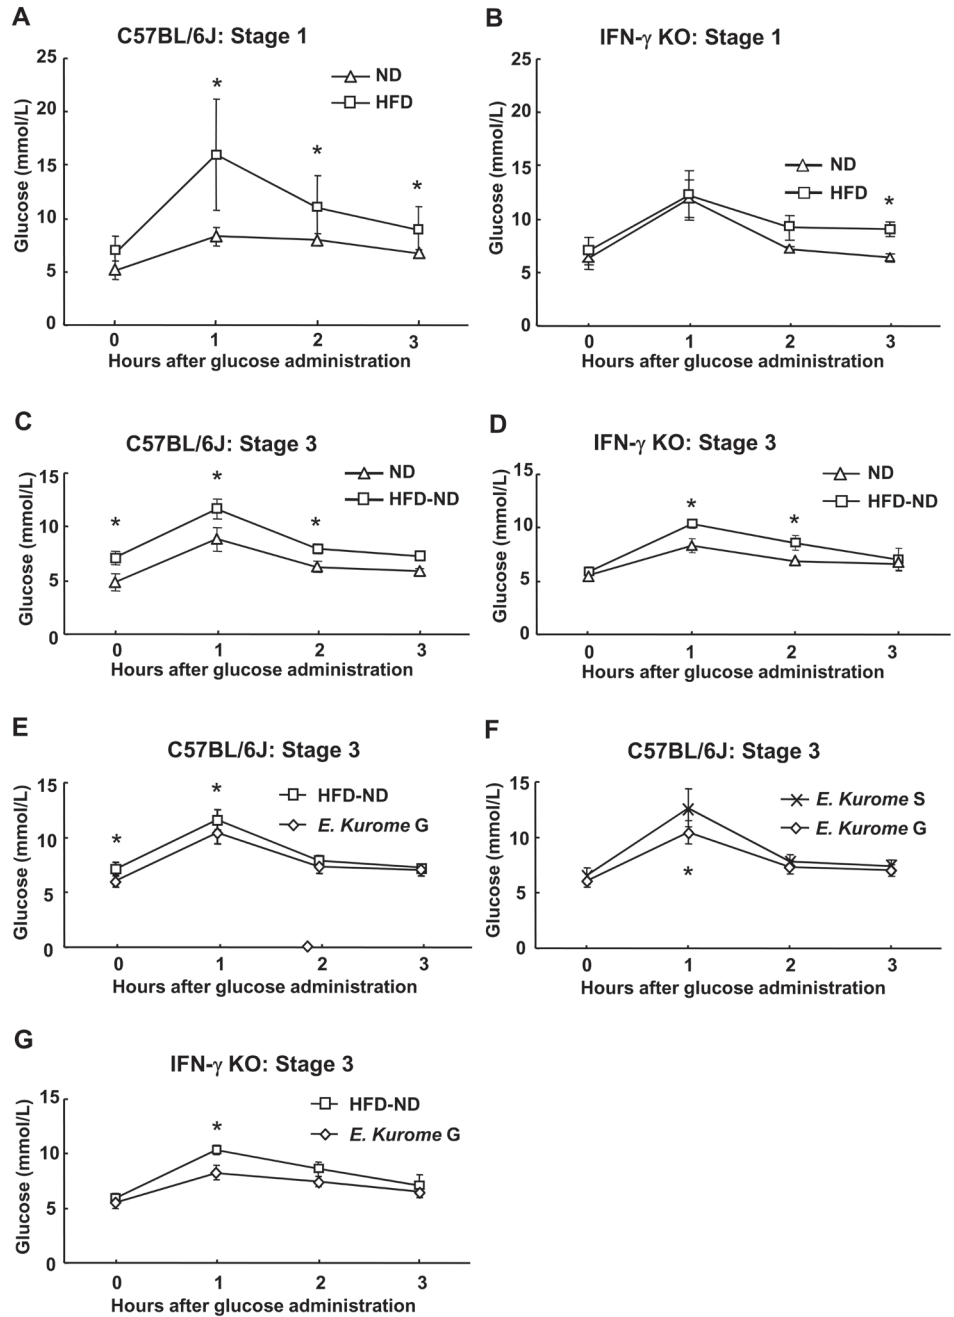 A
C57BL/6J: Stage 1
25
20
15
10
5
0
Glucose (mmol/L)
ND
HFD
*
*
*
0 1 2 3
Hours after glucose administration
B
IFN-γ KO: Stage 1
25
20
15
10
5
0
Glucose (mmol/L)
ND
HFD
*
0 1 2 3
Hours after glucose administration
C
C57BL/6J: Stage 3
15
10
5
0
Glucose (mmol/L)
ND
HFD-ND
*
*
*
0 1 2 3
Hours after glucose administration
D
IFN-γ KO: Stage 3
15
10
5
0
Glucose (mmol/L)
ND
HFD-ND
*
*
0 1 2 3
Hours after glucose administration
E
C57BL/6J: Stage 3
15
10
5
0
Glucose (mmol/L)
HFD-ND
E. Kurome G
*
*
0 1 2 3
Hours after glucose administration
F
C57BL/6J: Stage 3
15
10
5
0
Glucose (mmol/L)
E. Kurome S
E. Kurome G
*
0 1 2 3
Hours after glucose administration
G
IFN-γ KO: Stage 3
15
10
5
0
Glucose (mmol/L)
HFD-ND
E. Kurome G
*
0 1 2 3
Hours after glucose administration